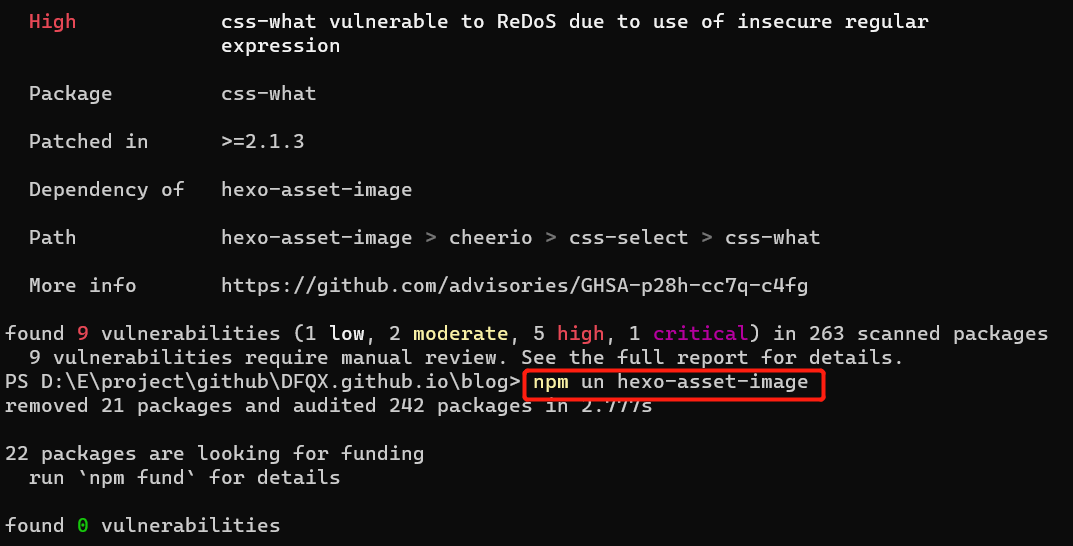 High css-what vulnerable to ReDoS due to use of insecure regular
expression
Package css-what
Patched in >=2.1.3
Dependency of hexo-asset-image
Path hexo-asset-image > cheerio > css-select > css-what
More info https://github.com/advisories/GHSA-p28h-cc7q-c4fg
found 9 vulnerabilities (1 low, 2 moderate, 5 high, 1 critical) in 263 scanned packages
9 vulnerabilities require manual review. See the full report for details.
PS D:\E\project\github\DFQX.github.io\blog> npm un hexo-asset-image
removed 21 packages and audited 242 packages in 2.777s
22 packages are looking for funding
run `npm fund` for details
found 0 vulnerabilities